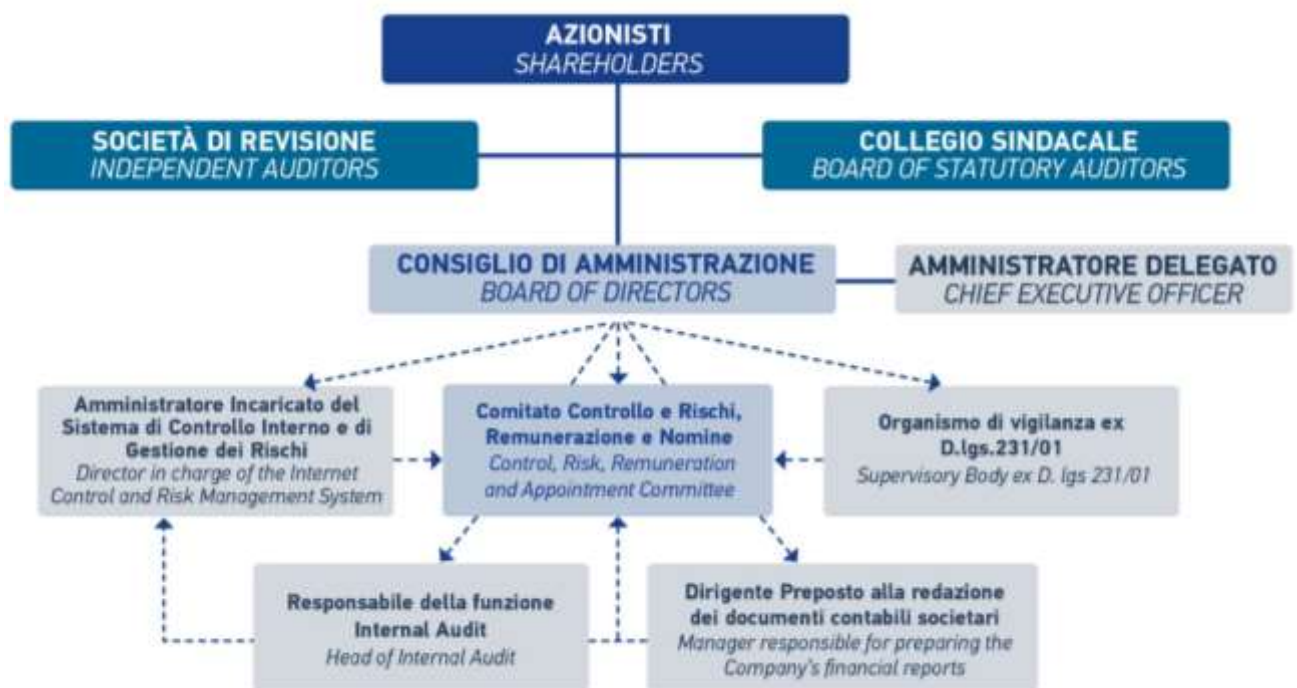 AZIONISTI
SHAREHOLDERS
SOCIETÀ DI REVISIONE
INDEPENDENT AUDITORS
COLLEGIO SINDACALE
BOARD OF STATUTORY AUDITORS
CONSIGLIO DI AMMINISTRAZIONE
BOARD OF DIRECTORS
AMMINISTRATORE DELEGATO
CHIEF EXECUTIVE OFFICER
Amministratore Incaricato del
Sistema di Controllo Interno e di
Gestione dei Rischi
Director in charge of the Internet
Control and Risk Management System
Comitato Controllo e Rischi,
Remunerazione e Nomine
Control, Risk, Remuneration
and Appointment Committee
Organismo di vigilanza ex
D.lgs.231/01
Supervisory Body ex D. lgs 231/01
Responsabile della funzione
Internal Audit
Head of Internal Audit
Dirigente Preposto alla redazione
dei documenti contabili societari
Manager responsible for preparing the
Company's financial reports